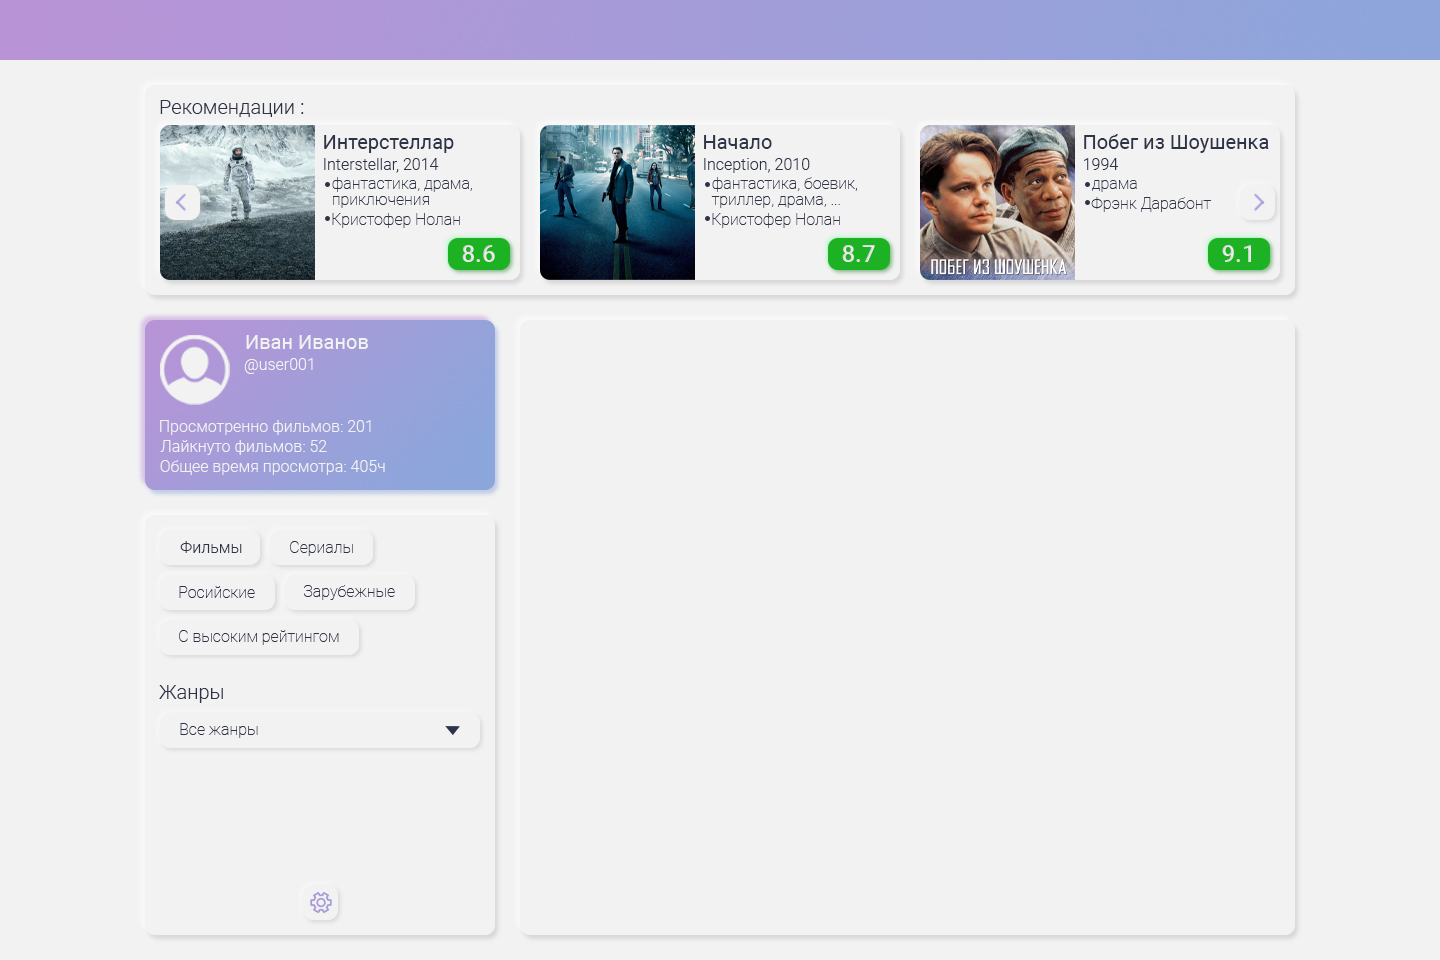 Рекомендации :
Интерстеллар
Interstellar, 2014
•фантастика, драма,
приключения
•Кристофер Нолан
8.6
Начало
Inception, 2010
•фантастика, боевик,
триллер, драма, ...
•Кристофер Нолан
8.7
ПОБЕГ ИЗ ШОУШЕНКА
Побег из Шоушенка
1994
•драма
•Фрэнк Дарабонт
9.1
Иван Иванов
@user001
Просмотренно фильмов: 201
Лайкнуто фильмов: 52
Общее время просмотра: 405ч
Фильмы
Сериалы
Росийские
Зарубежные
С высоким рейтингом
Жанры
Все жанры